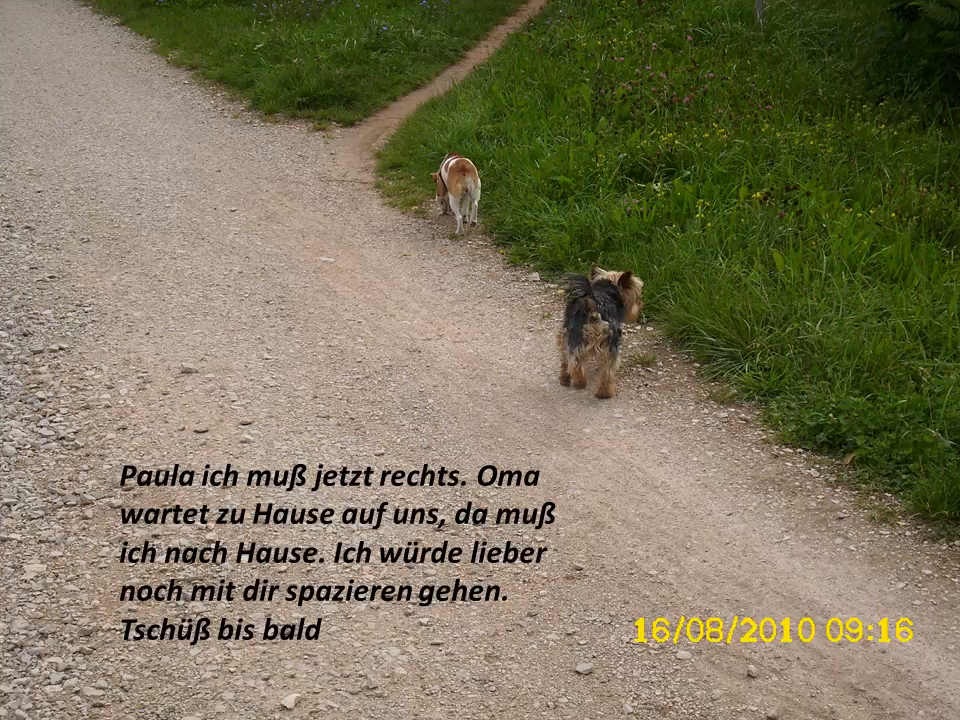 Paula ich muß jetzt rechts. Oma
wartet zu Hause auf uns, da muß
ich nach Hause. Ich würde lieber
noch mit dir spazieren gehen.
Tschüß bis bald
16/08/2010 09:16